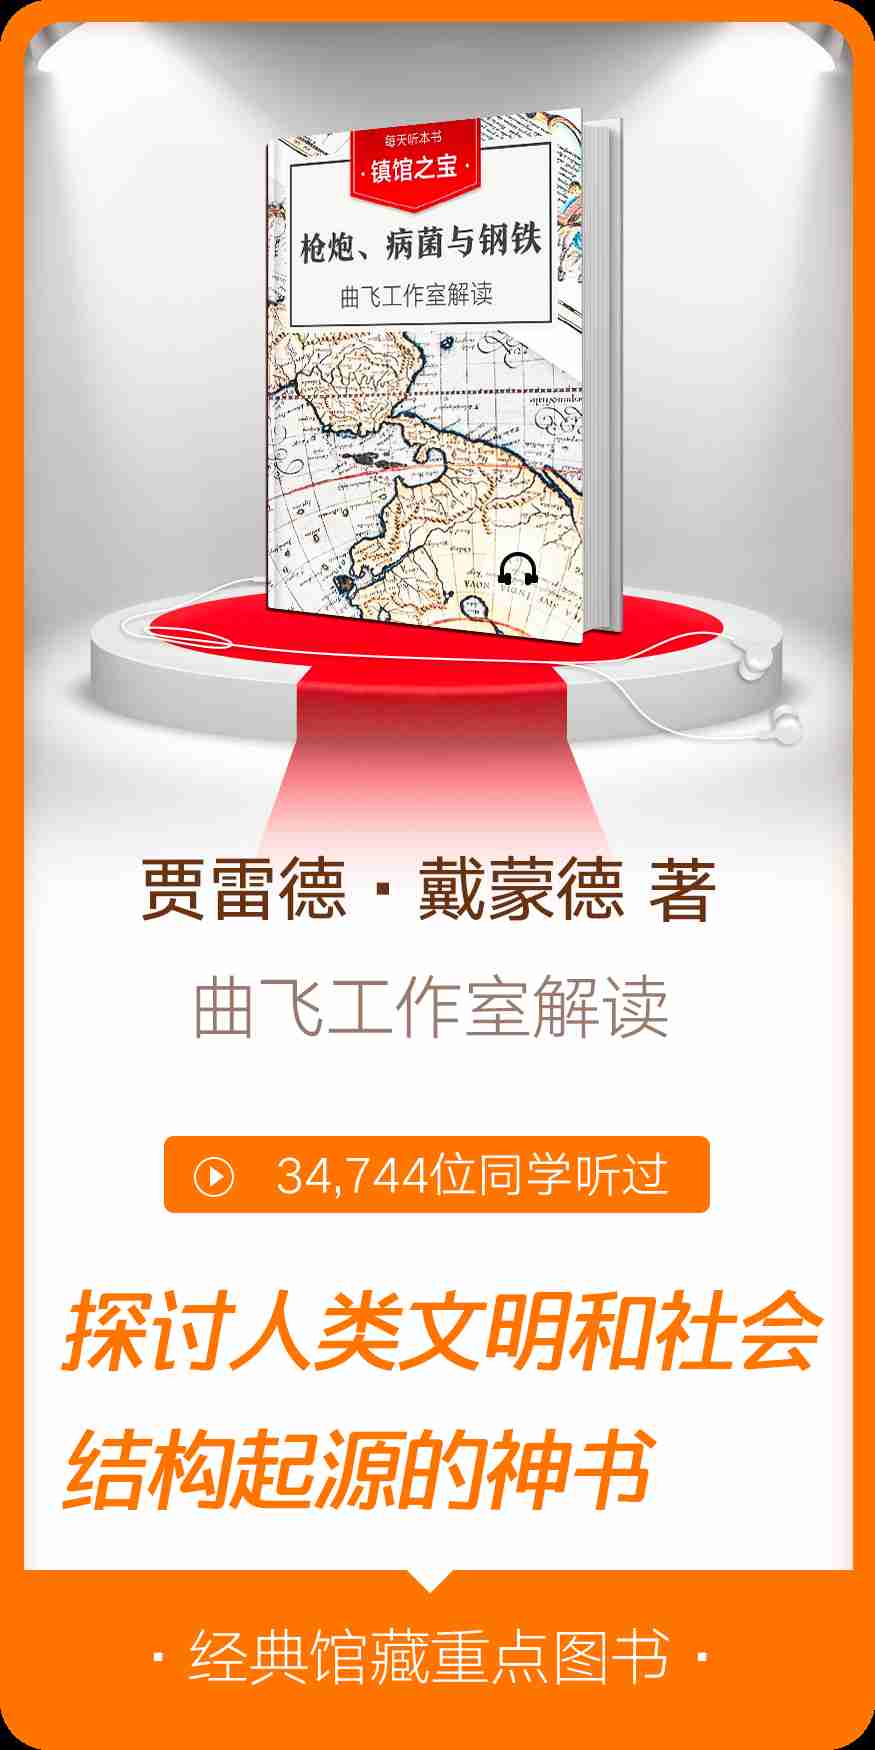 每天听本书
·镇馆之宝·
枪炮、病菌与钢铁
曲飞工作室解读
贾雷德·戴蒙德 著
曲飞工作室解读
34,744位同学听过
探讨人类文明和社会
结构起源的神书
·经典馆藏重点图书·